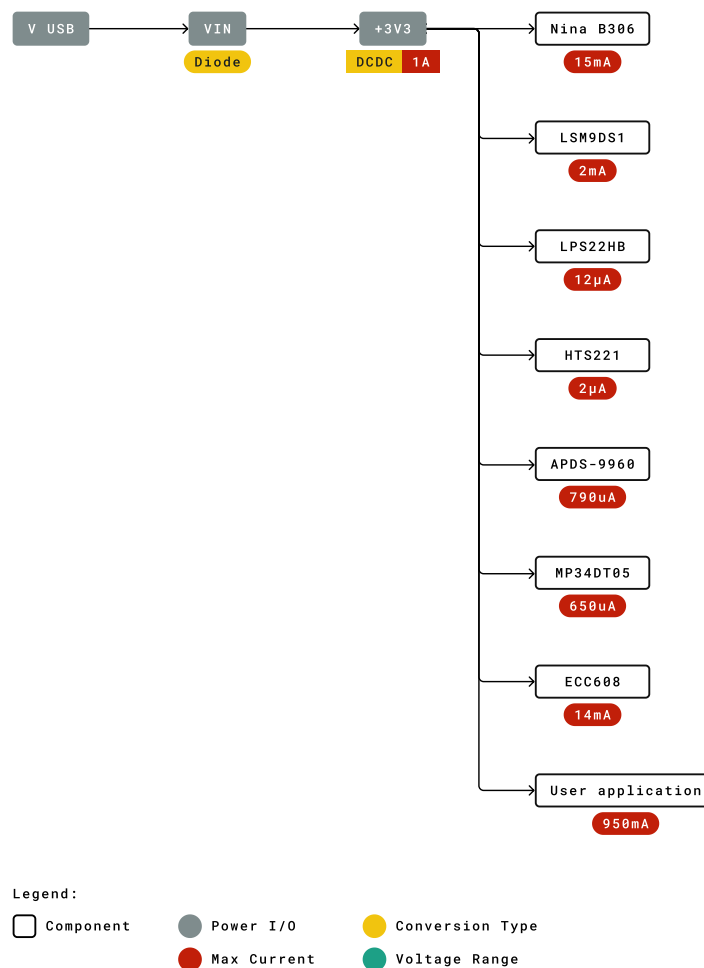 V USB
VIN
+3V3
Nina B306
Diode
DCDC
1A
15mA
LSM9DS1
2mA
LPS22HB
12µA
HTS221
2µA
APDS-9960
790uA
MP34DT05
650uA
ECC608
14mA
User application
950mA
Legend:
Component
Power I/O
Conversion Type
Max Current
Voltage Range